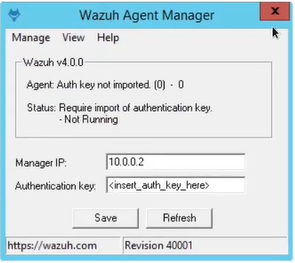 Wazuh Agent Manager
x
Manage View Help
Wazuh v4.0.0
Agent: Auth key not imported. (0) - 0
Status: Require import of authentication key.
- Not Running
Manager IP: 10.0.0.2
Authentication key: <insert_auth_key_here>
Save Refresh
https://wazuh.com Revision 40001